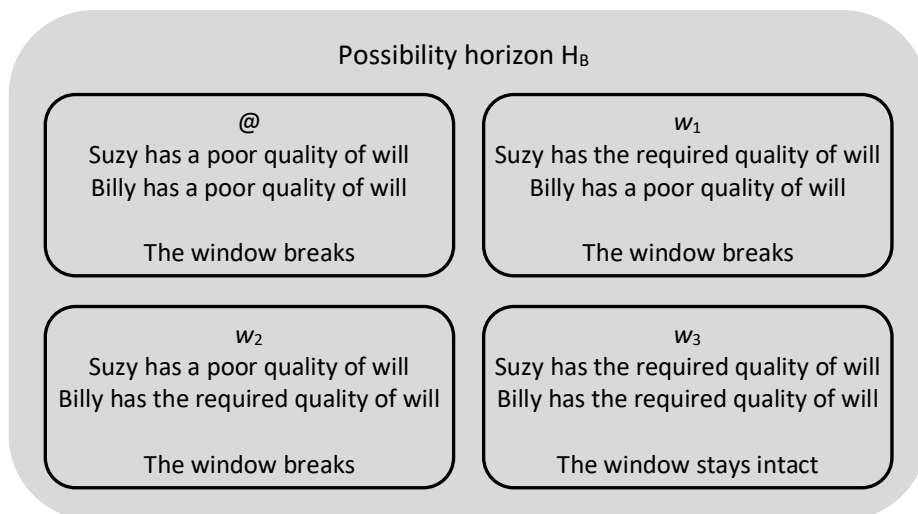 Possibility horizon H_B
@
Suzy has a poor quality of will
Billy has a poor quality of will
The window breaks
w₁
Suzy has the required quality of will
Billy has a poor quality of will
The window breaks
w₂
Suzy has a poor quality of will
Billy has the required quality of will
The window breaks
w₃
Suzy has the required quality of will
Billy has the required quality of will
The window stays intact